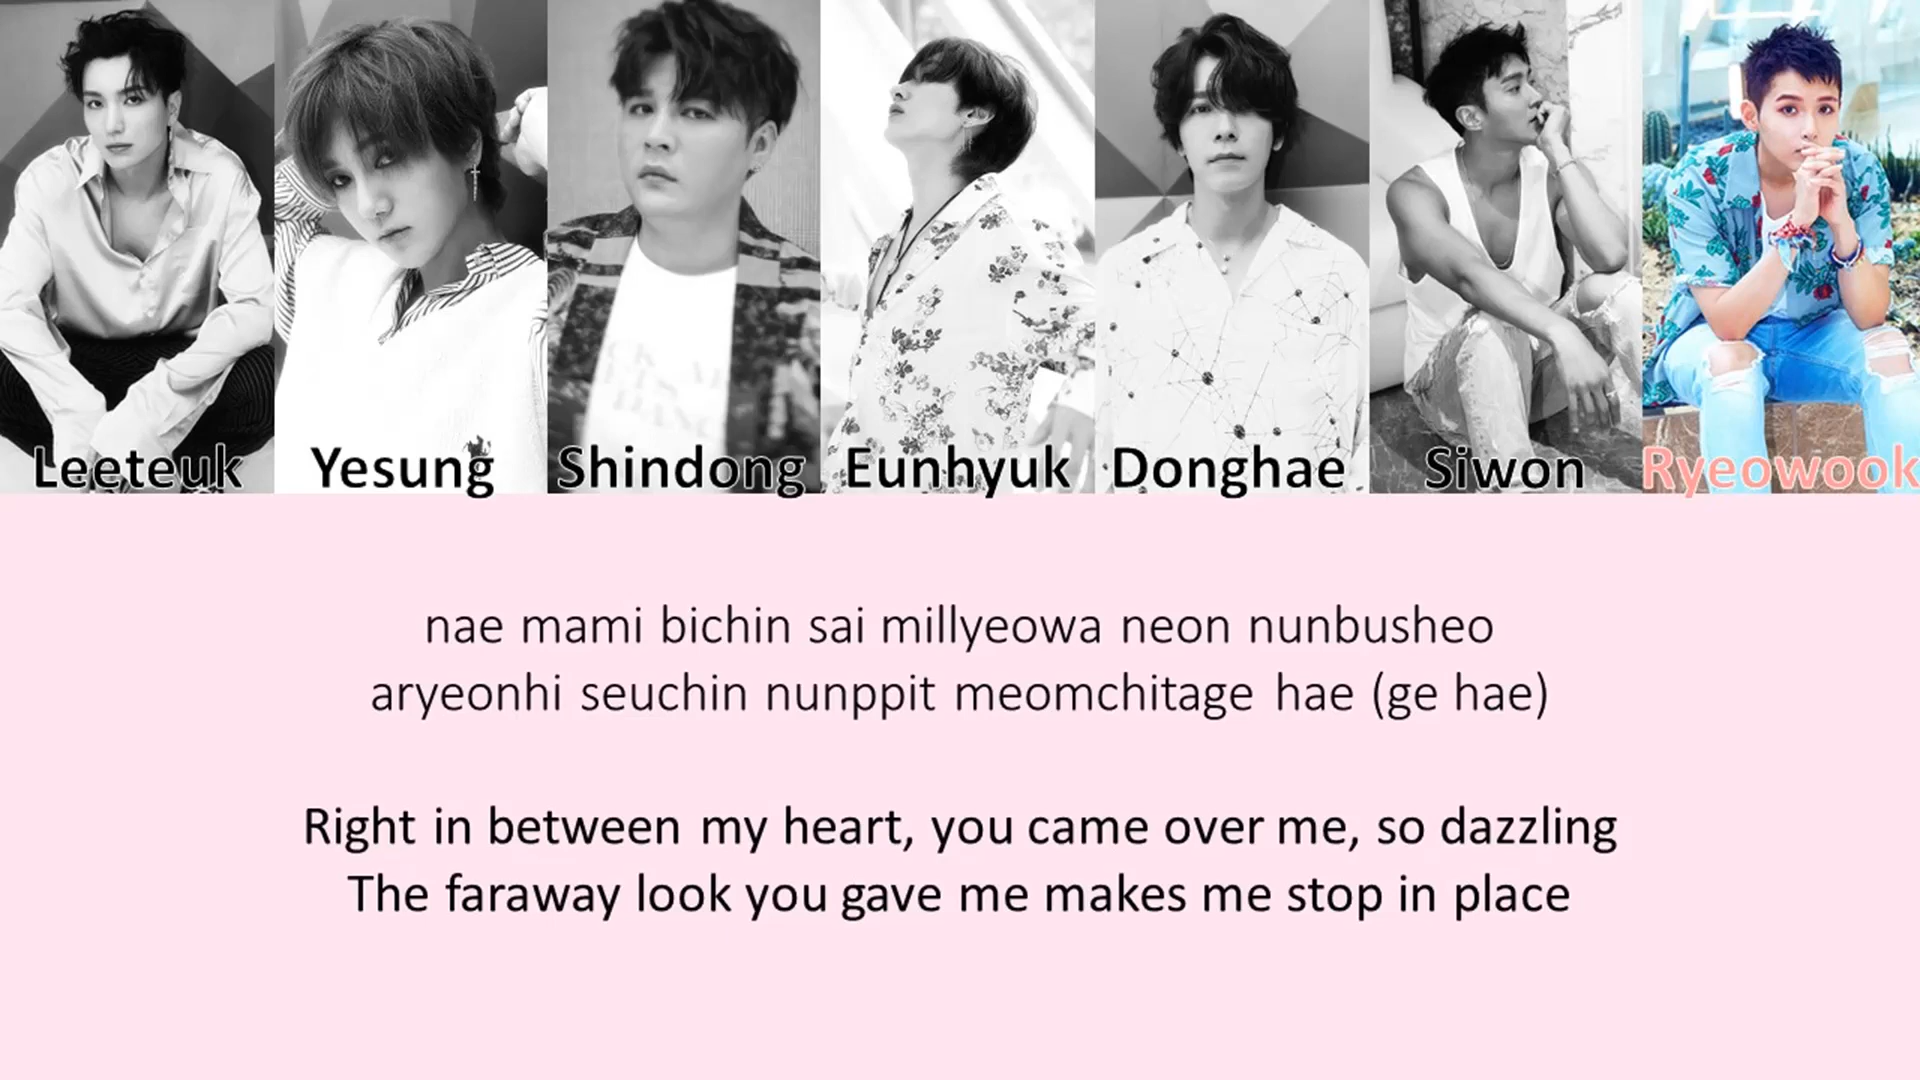 Leeteuk Yesung Shindong Eunhyuk Donghae Siwon Ryeowook
nae mami bichin sai millyeowa neon nunbusheo
aryeonhi seuchin nunppit meomchitage hae (ge hae)
Right in between my heart, you came over me, so dazzling
The faraway look you gave me makes me stop in place